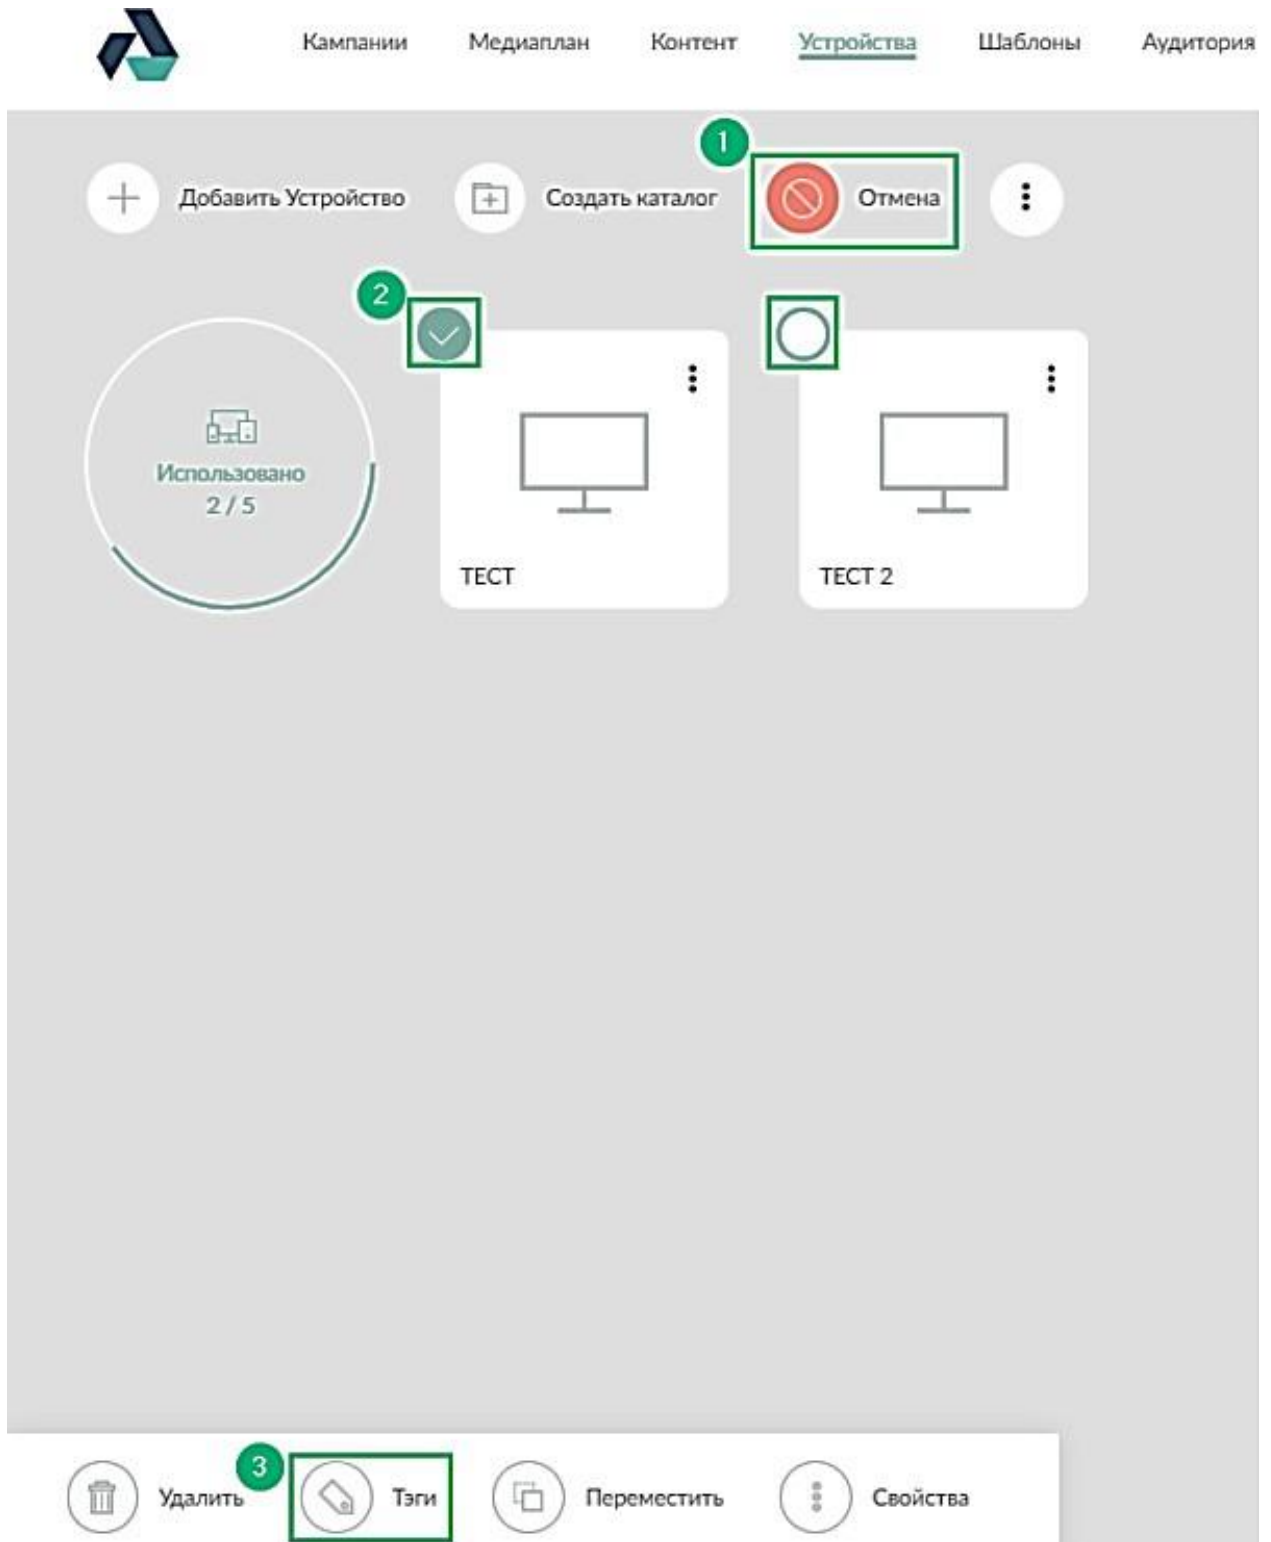 Кампании Медиаплан Контент Устройства Шаблоны Аудитория
1
Добавить Устройство Создать каталог Отмена
2
Использовано
2 / 5
ТЕСТ ТЕСТ 2
3
Удалить Тэги Переместить Свойства